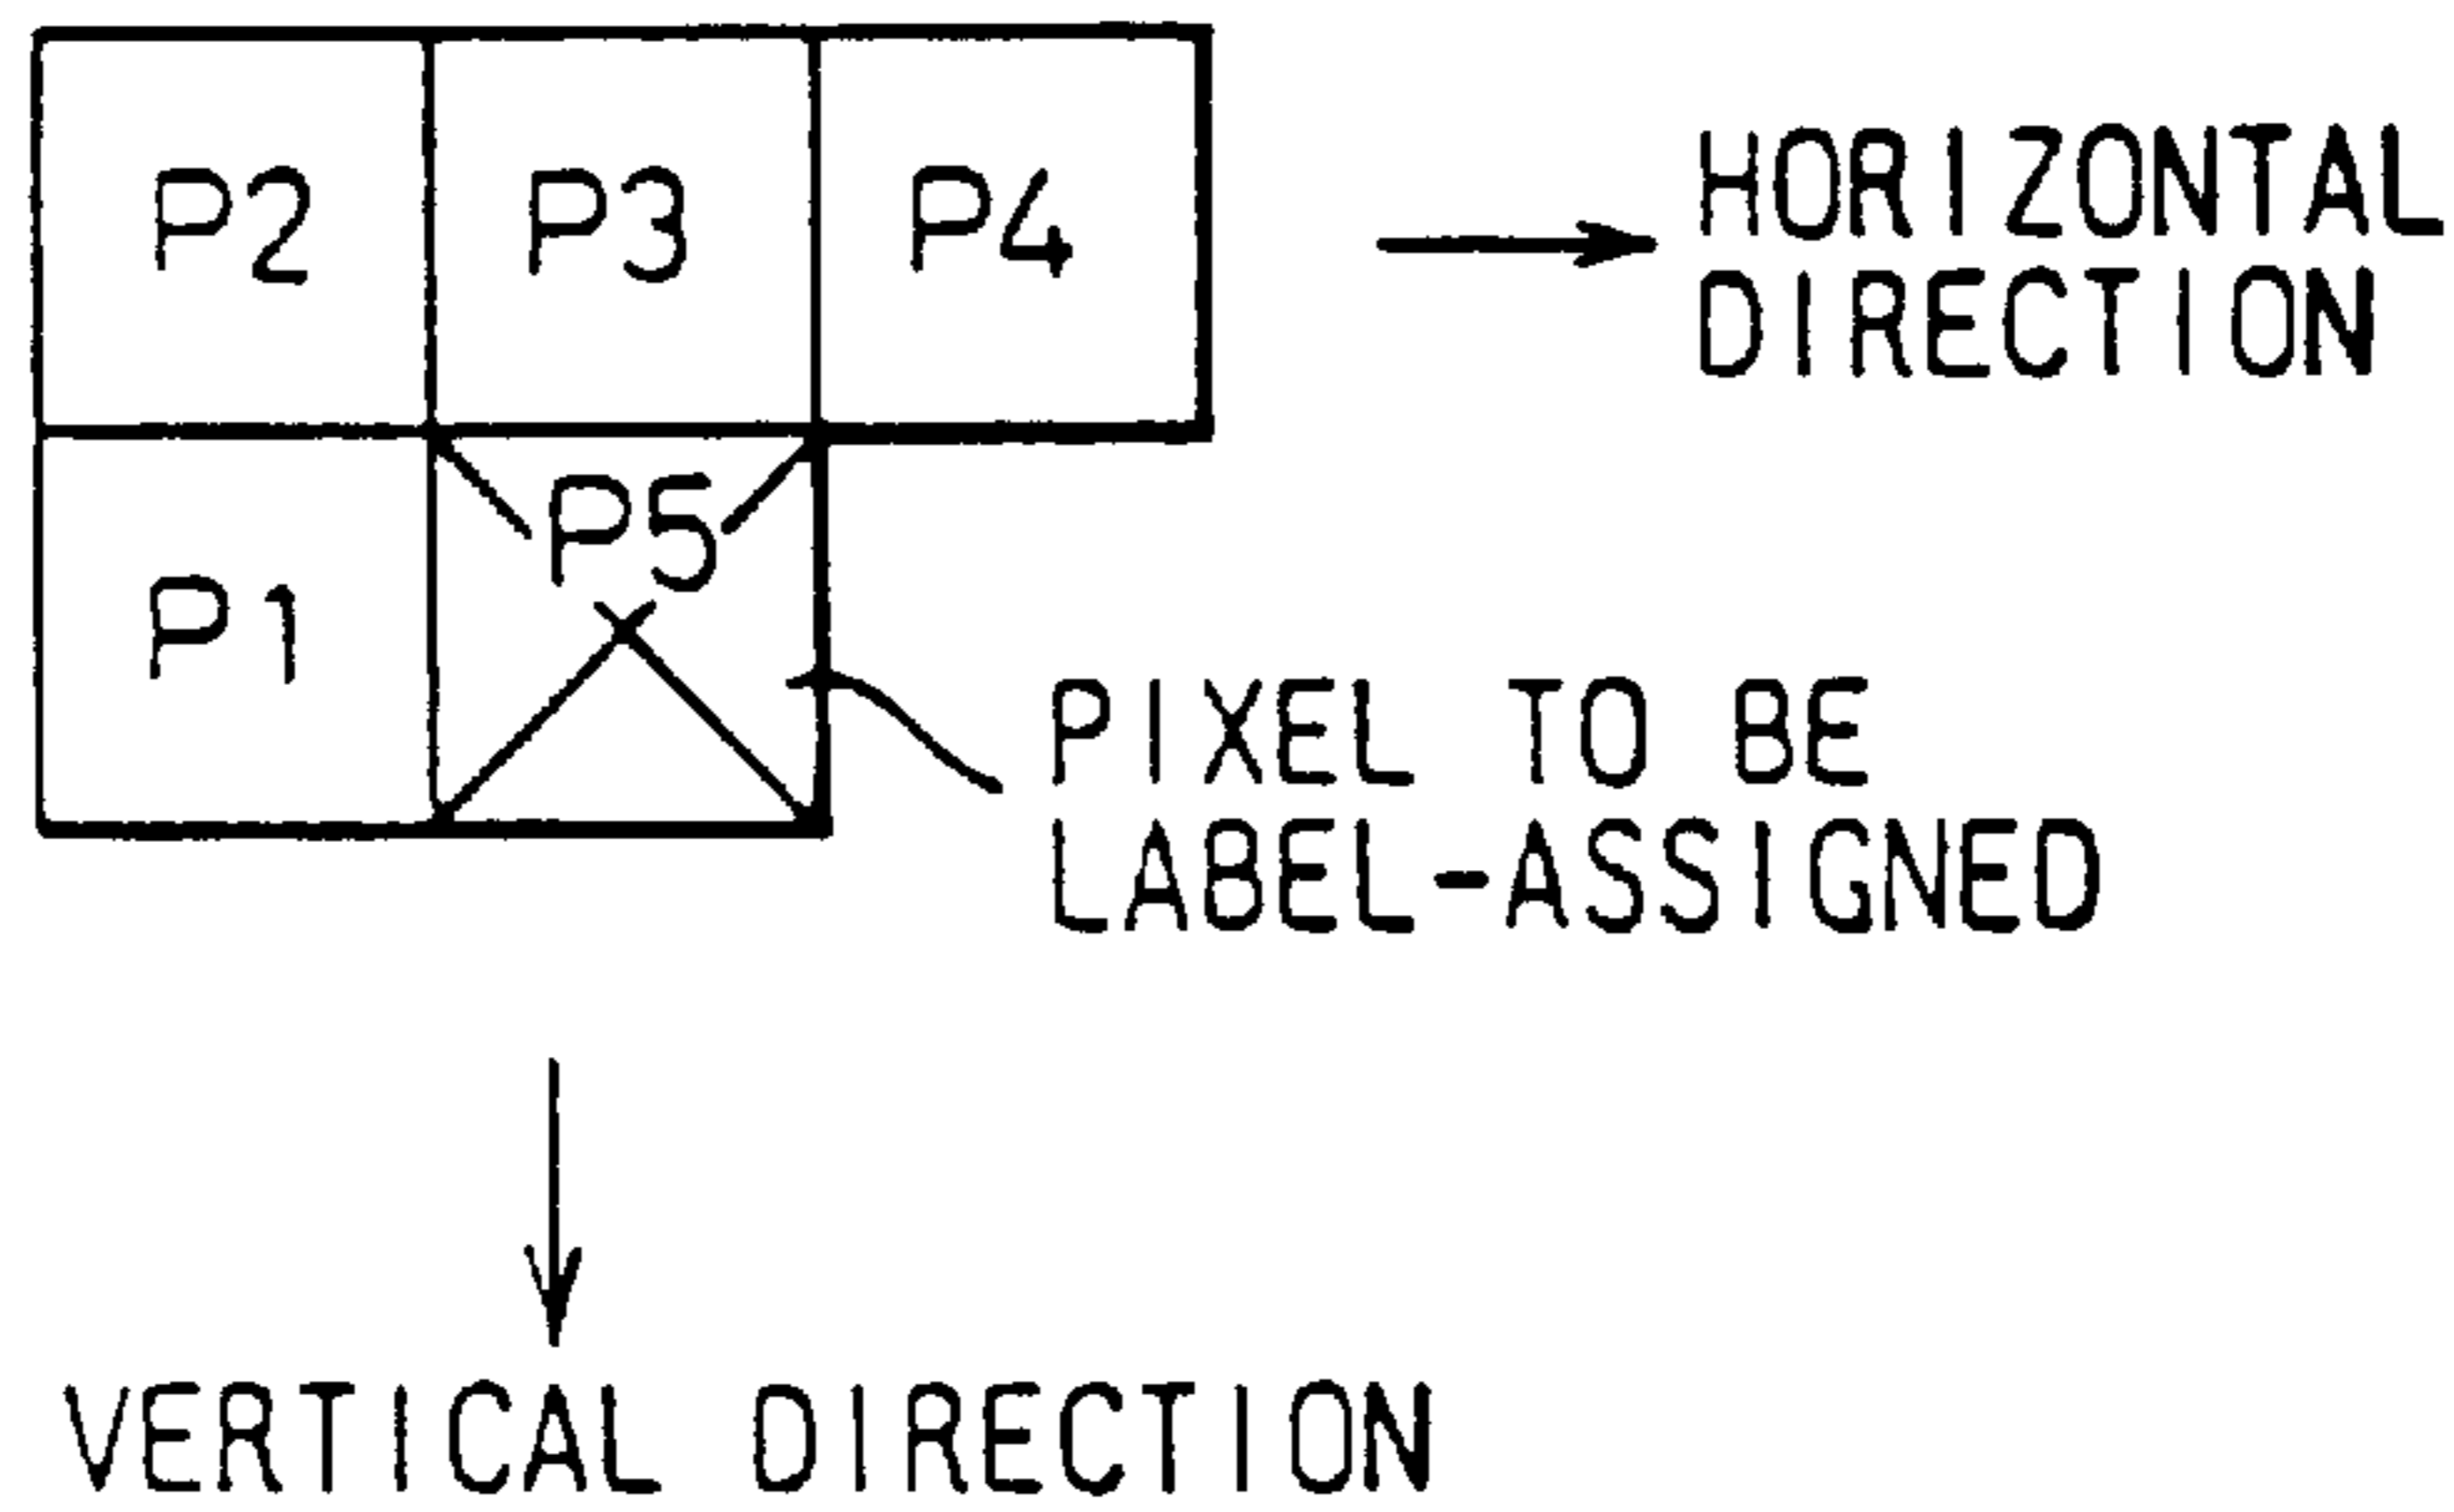 P2 P3 P4
HORIZONTAL
DIRECTION
P5
P1
PIXEL TO BE
LABEL-ASSIGNED
VERTICAL DIRECTION